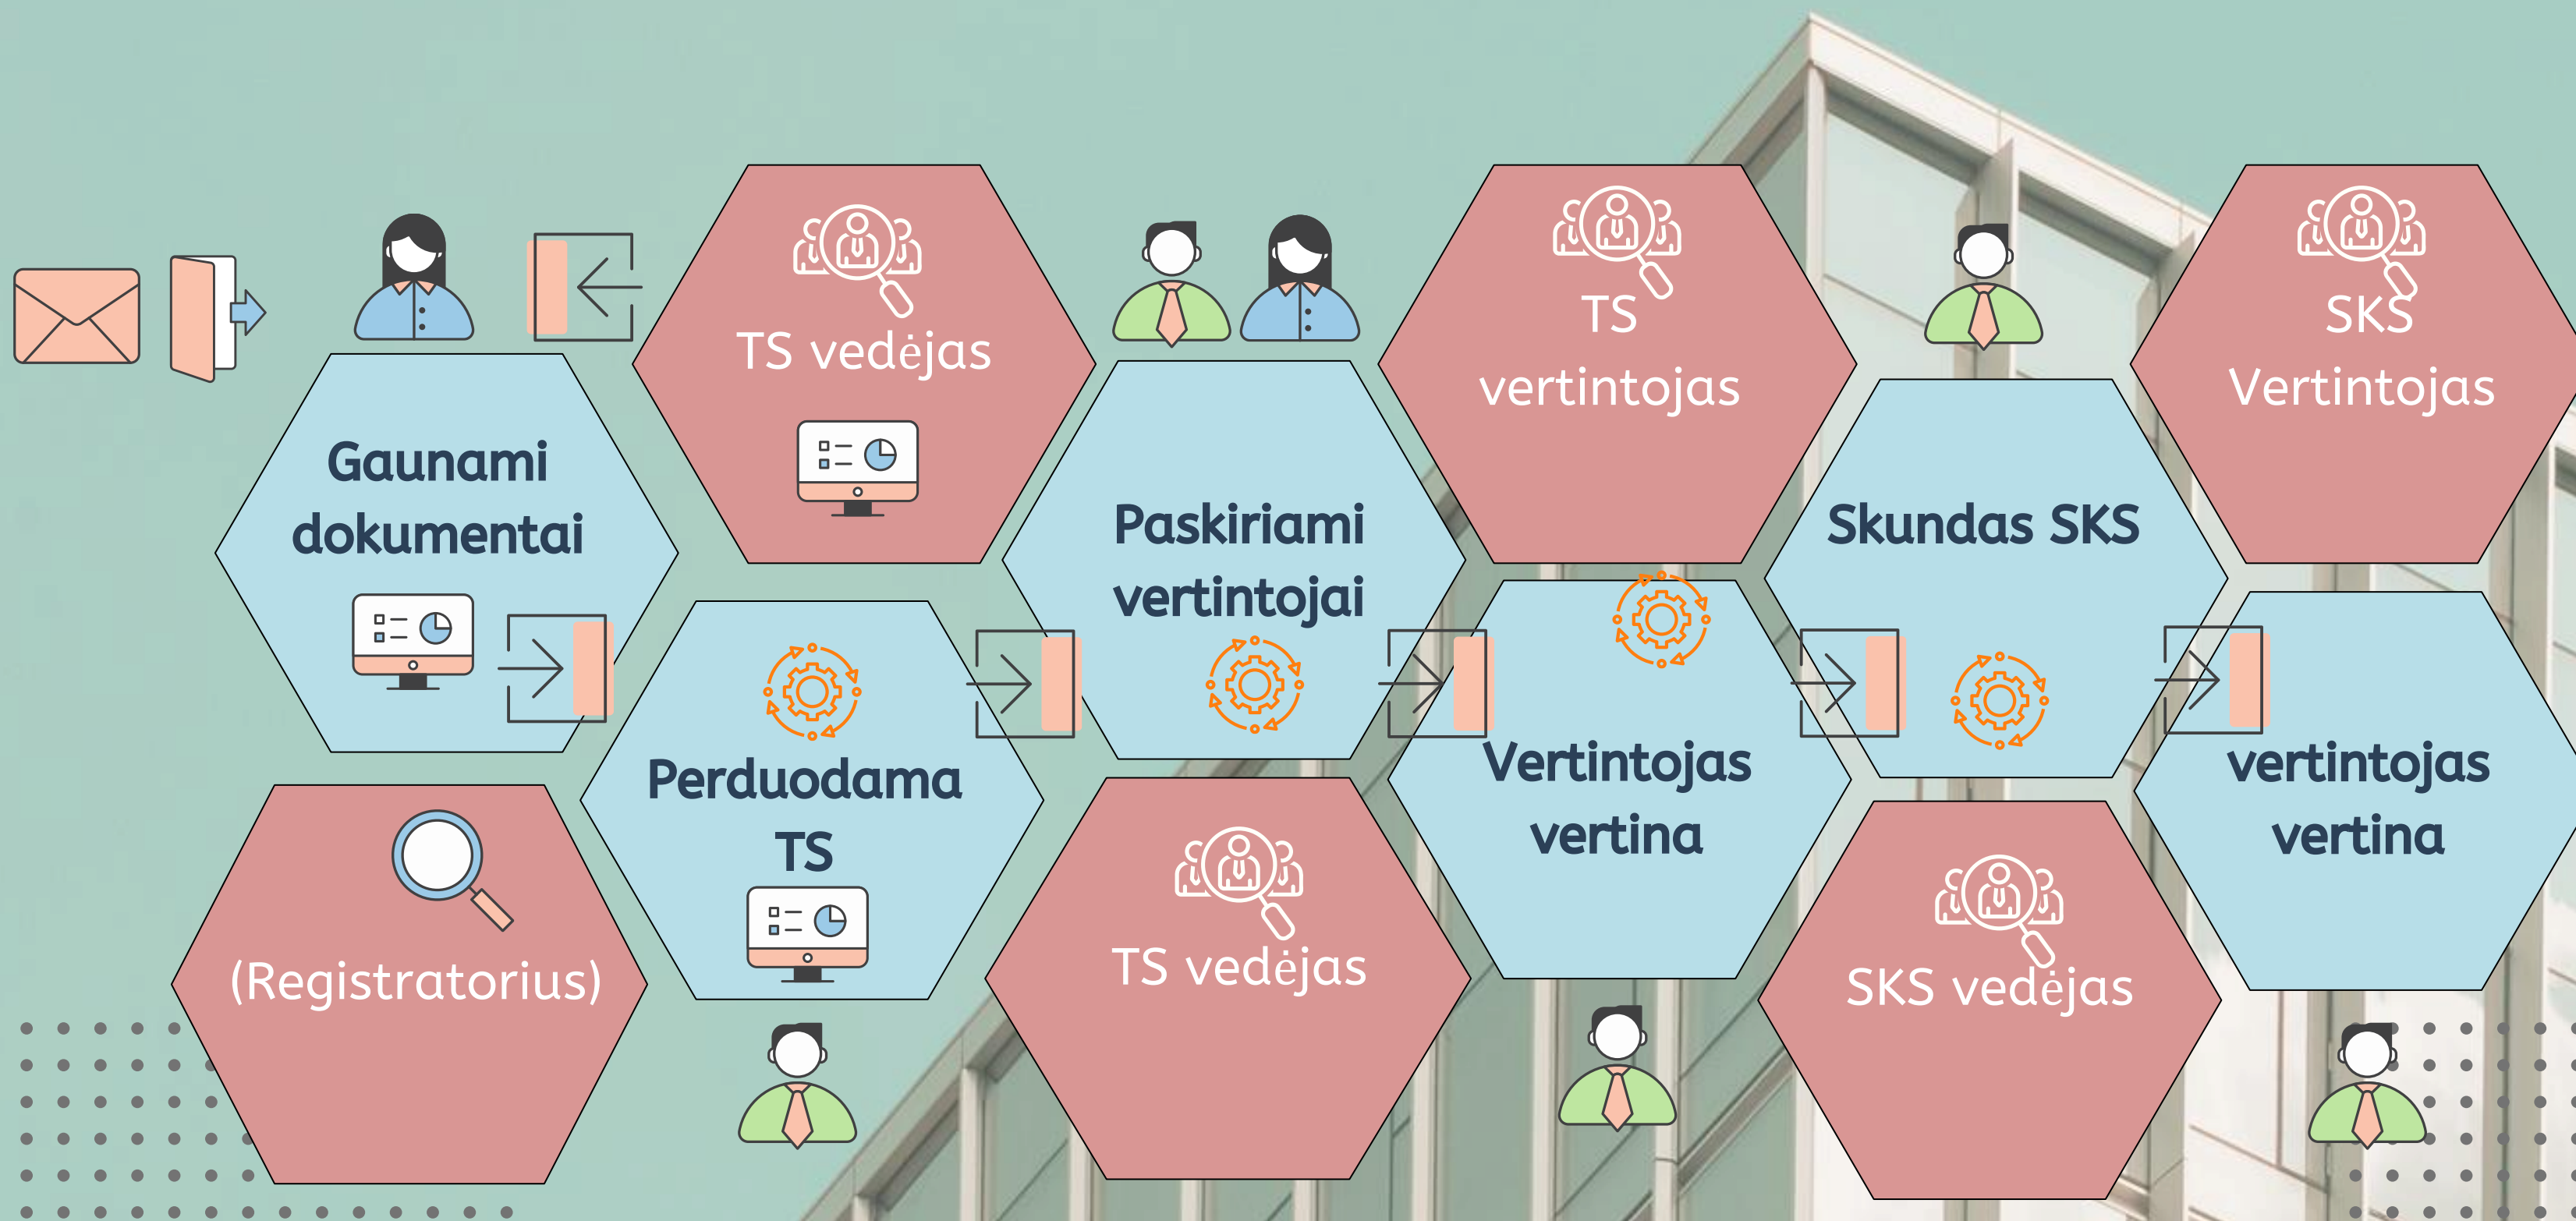 TS vedėjas
TS
vertintojas
SKS
Vertintojas
Gaunami
dokumentai
Paskiriami
vertintojai
Skundas SKS
Perduodama
TS
Vertintojas
vertina
vertintojas
vertina
(Registratorius)
TS vedėjas
SKS vedėjas